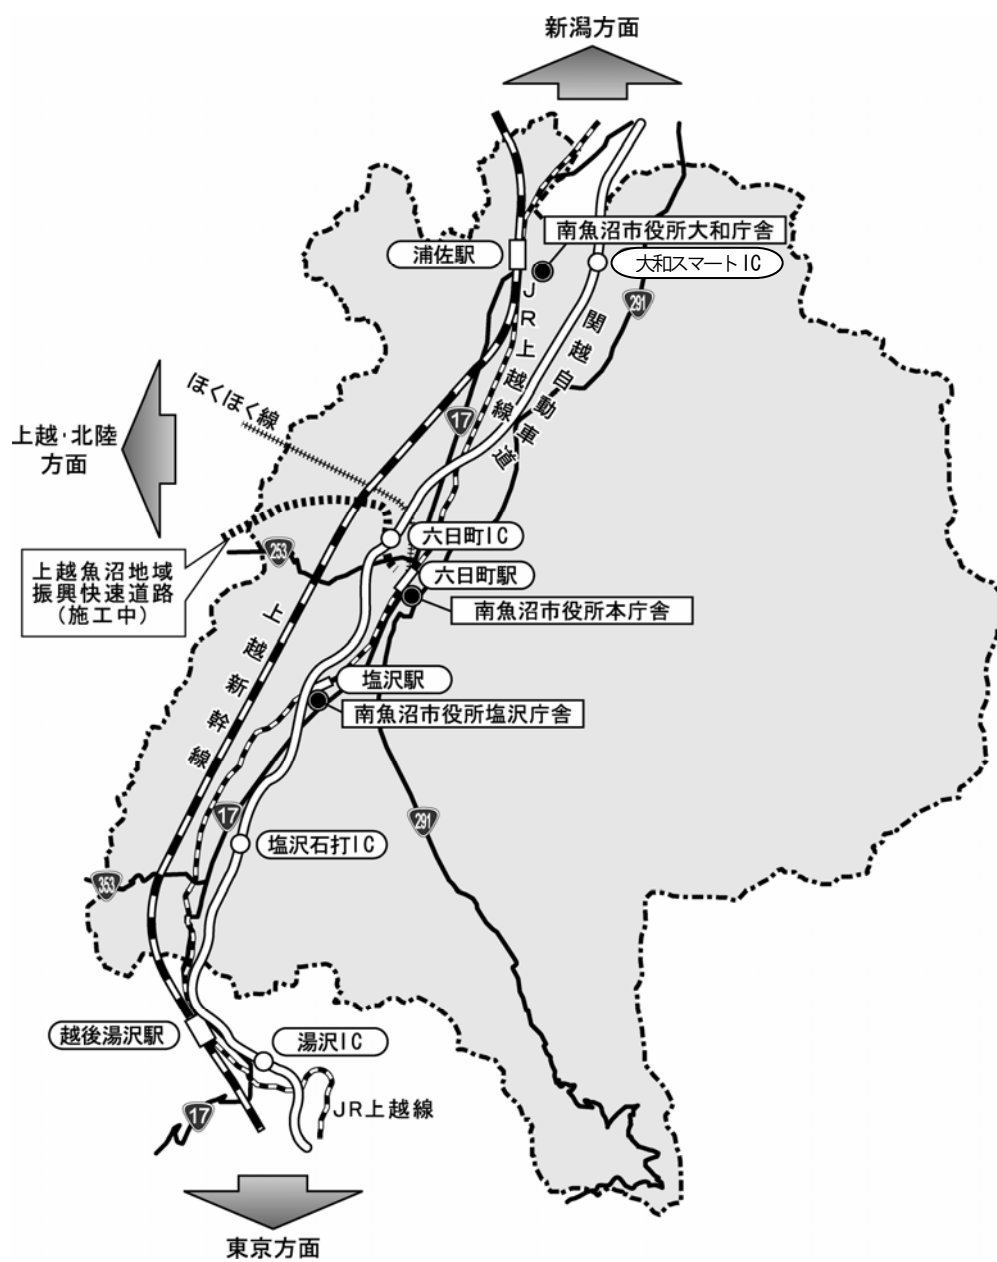 新潟方面
南魚沼市役所大和庁舎
浦佐駅
大和スマートIC
291
JR上越線
関越自動車道
ほくほく線
17
上越・北陸
方面
六日町IC
253
上越魚沼地域
振興快速道路
(施工中)
六日町駅
南魚沼市役所本庁舎
上越新幹線
塩沢駅
南魚沼市役所塩沢庁舎
17
291
塩沢石打IC
353
越後湯沢駅
湯沢IC
JR上越線
17
東京方面